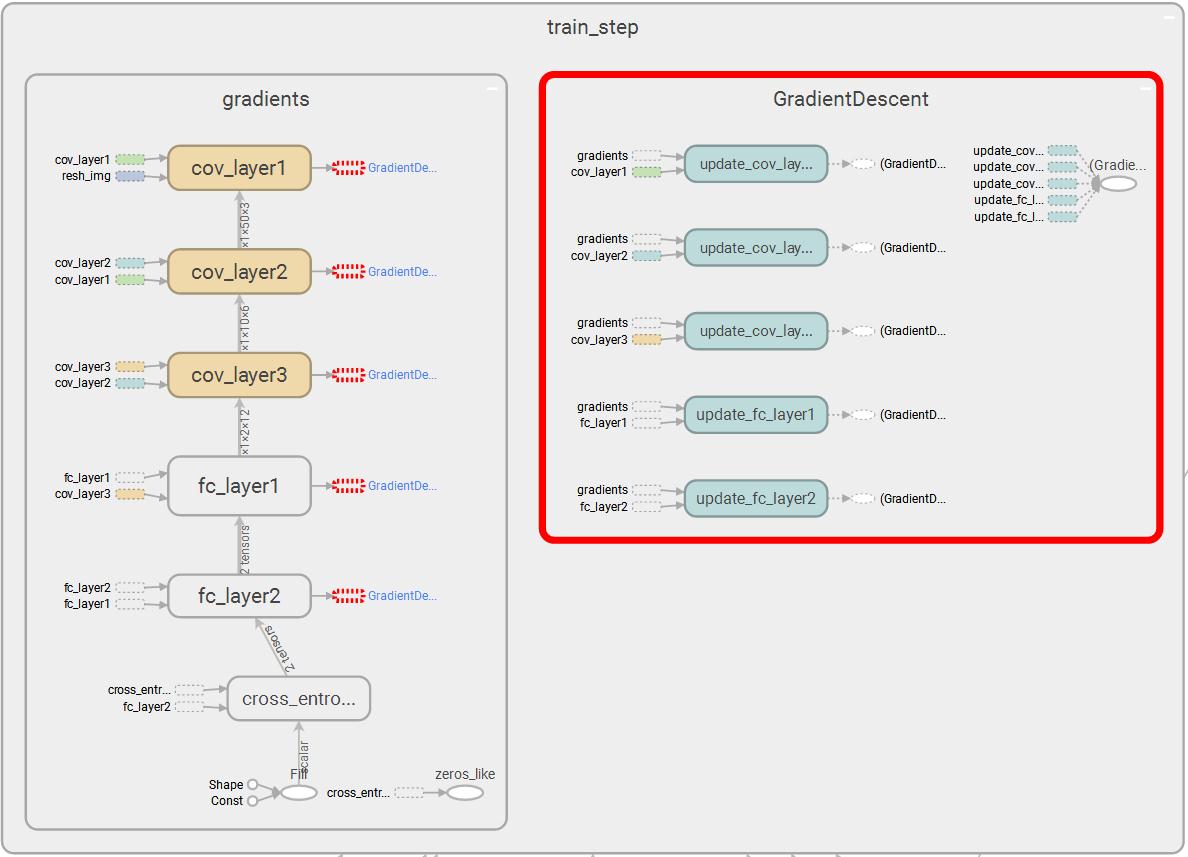 train_step
gradients
cov_layer1
resh_img
cov_layer1
GradientDe...
×1×50×3
cov_layer2
cov_layer1
cov_layer2
GradientDe...
×1×10×6
cov_layer3
cov_layer2
cov_layer3
GradientDe...
×1×2×12
fc_layer1
cov_layer3
fc_layer1
GradientDe...
2 tensors
fc_layer2
fc_layer1
fc_layer2
GradientDe...
2 tensors
cross_entr...
fc_layer2
cross_entro...
scalar
Fill
Shape
Const
cross_entr...
zeros_like
GradientDescent
gradients
cov_layer1
update_cov_lay...
(GradientD...
gradients
cov_layer2
update_cov_lay...
(GradientD...
gradients
cov_layer3
update_cov_lay...
(GradientD...
gradients
fc_layer1
update_fc_layer1
(GradientD...
gradients
fc_layer2
update_fc_layer2
(GradientD...
update_cov...
update_cov...
update_cov...
update_fc_l...
update_fc_l...
(Gradie...